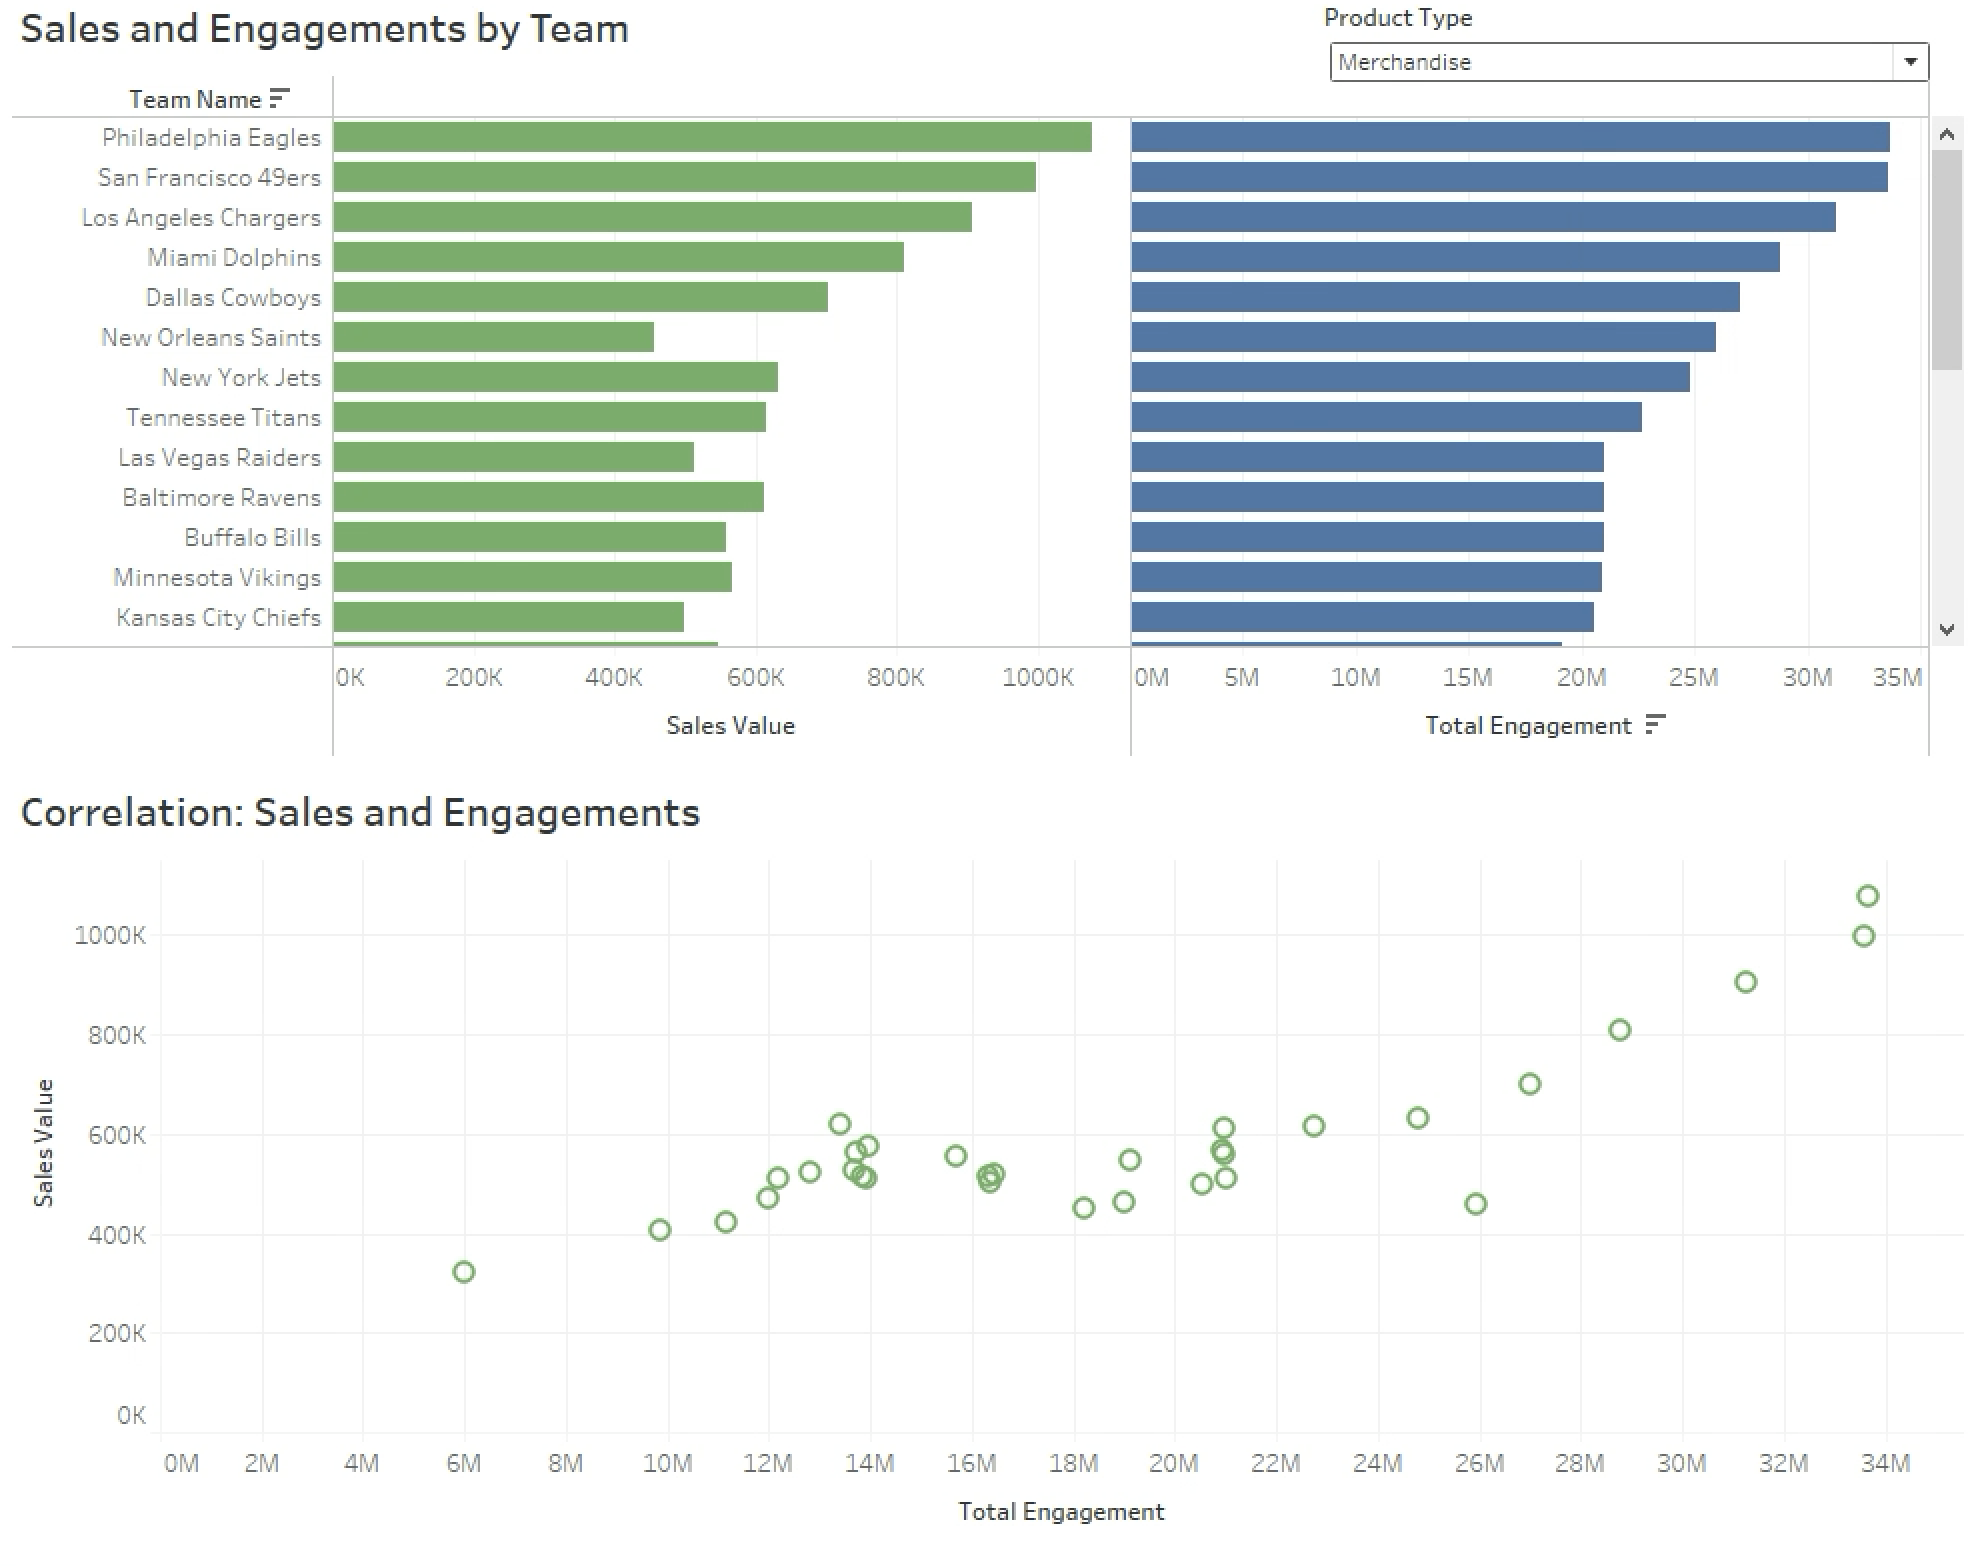 Sales and Engagements by Team
Product Type
Merchandise
Team Name
Philadelphia Eagles
San Francisco 49ers
Los Angeles Chargers
Miami Dolphins
Dallas Cowboys
New Orleans Saints
New York Jets
Tennessee Titans
Las Vegas Raiders
Baltimore Ravens
Buffalo Bills
Minnesota Vikings
Kansas City Chiefs
0K 200K 400K 600K 800K 1000K 0M 5M 10M 15M 20M 25M 30M 35M
Sales Value Total Engagement
Correlation: Sales and Engagements
1000K
800K
600K
400K
200K
0K
Sales Value
0M 2M 4M 6M 8M 10M 12M 14M 16M 18M 20M 22M 24M 26M 28M 30M 32M 34M
Total Engagement